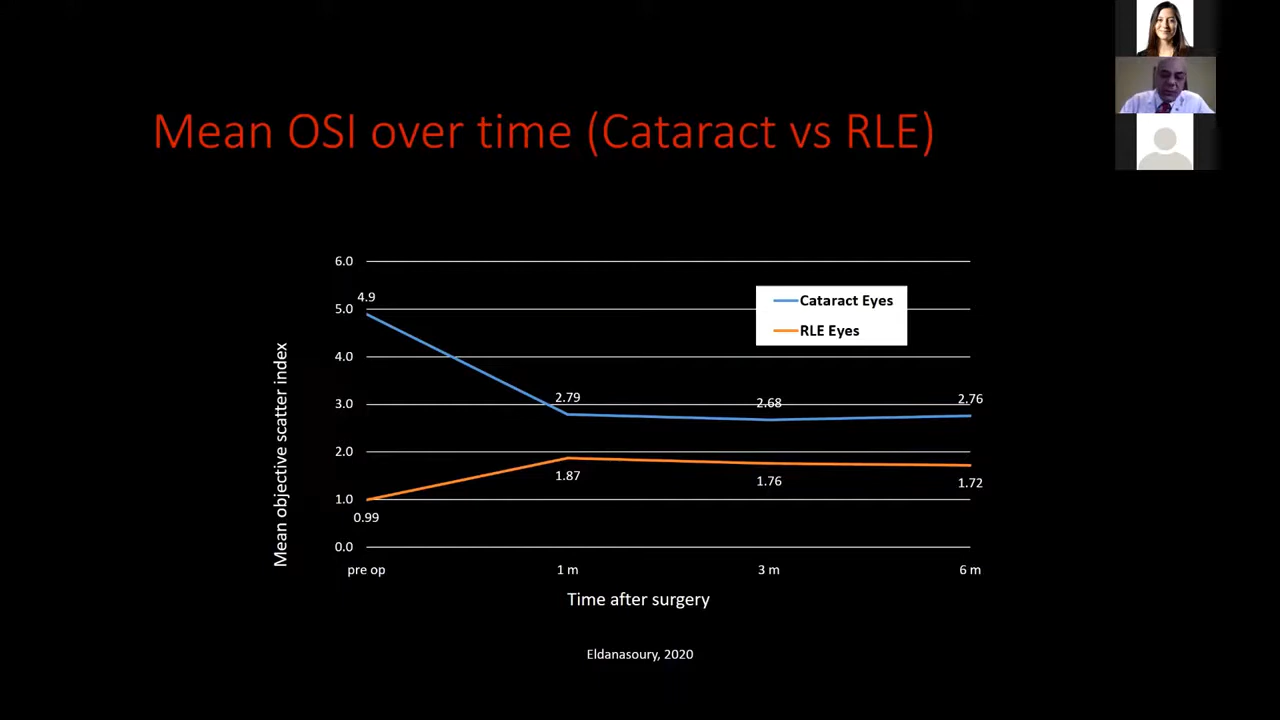 Mean OSI over time (Cataract vs RLE)
6.0
5.0
4.0
3.0
2.0
1.0
0.0
4.9
2.79
2.68
2.76
0.99
1.87
1.76
1.72
Cataract Eyes
RLE Eyes
Mean objective scatter index
pre op
1 m
3 m
6 m
Time after surgery
Eldanasoury, 2020